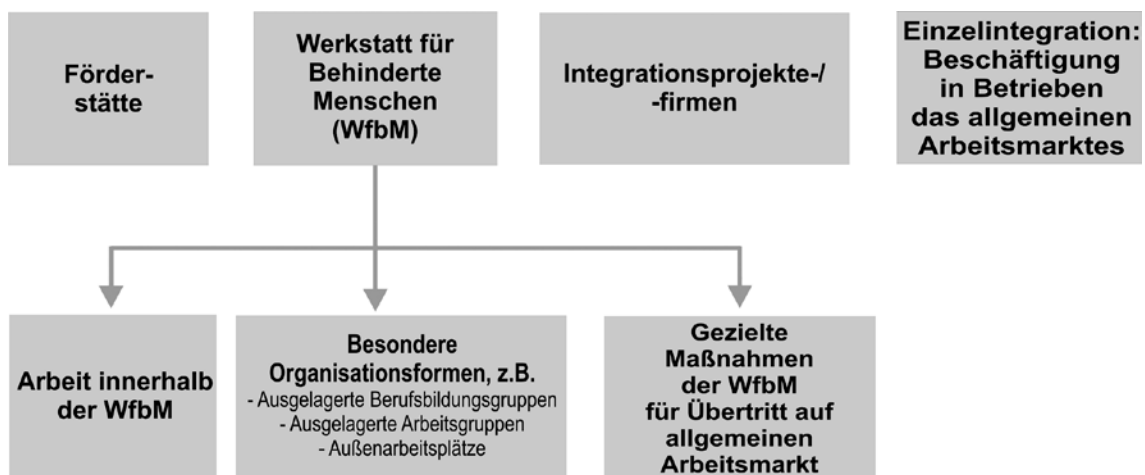 Förder-
stätte
Werkstatt für
Behinderte
Menschen
(WfbM)
Integrationsprojekte-/
-firmen
Einzelintegration:
Beschäftigung
in Betrieben
das allgemeinen
Arbeitsmarktes
Arbeit innerhalb
der WfbM
Besondere
Organisationsformen, z.B.
- Ausgelagerte Berufsbildungsgruppen
- Ausgelagerte Arbeitsgruppen
- Außenarbeitsplätze
Gezielte
Maßnahmen
der WfbM
für Übertritt auf
allgemeinen
Arbeitsmarkt